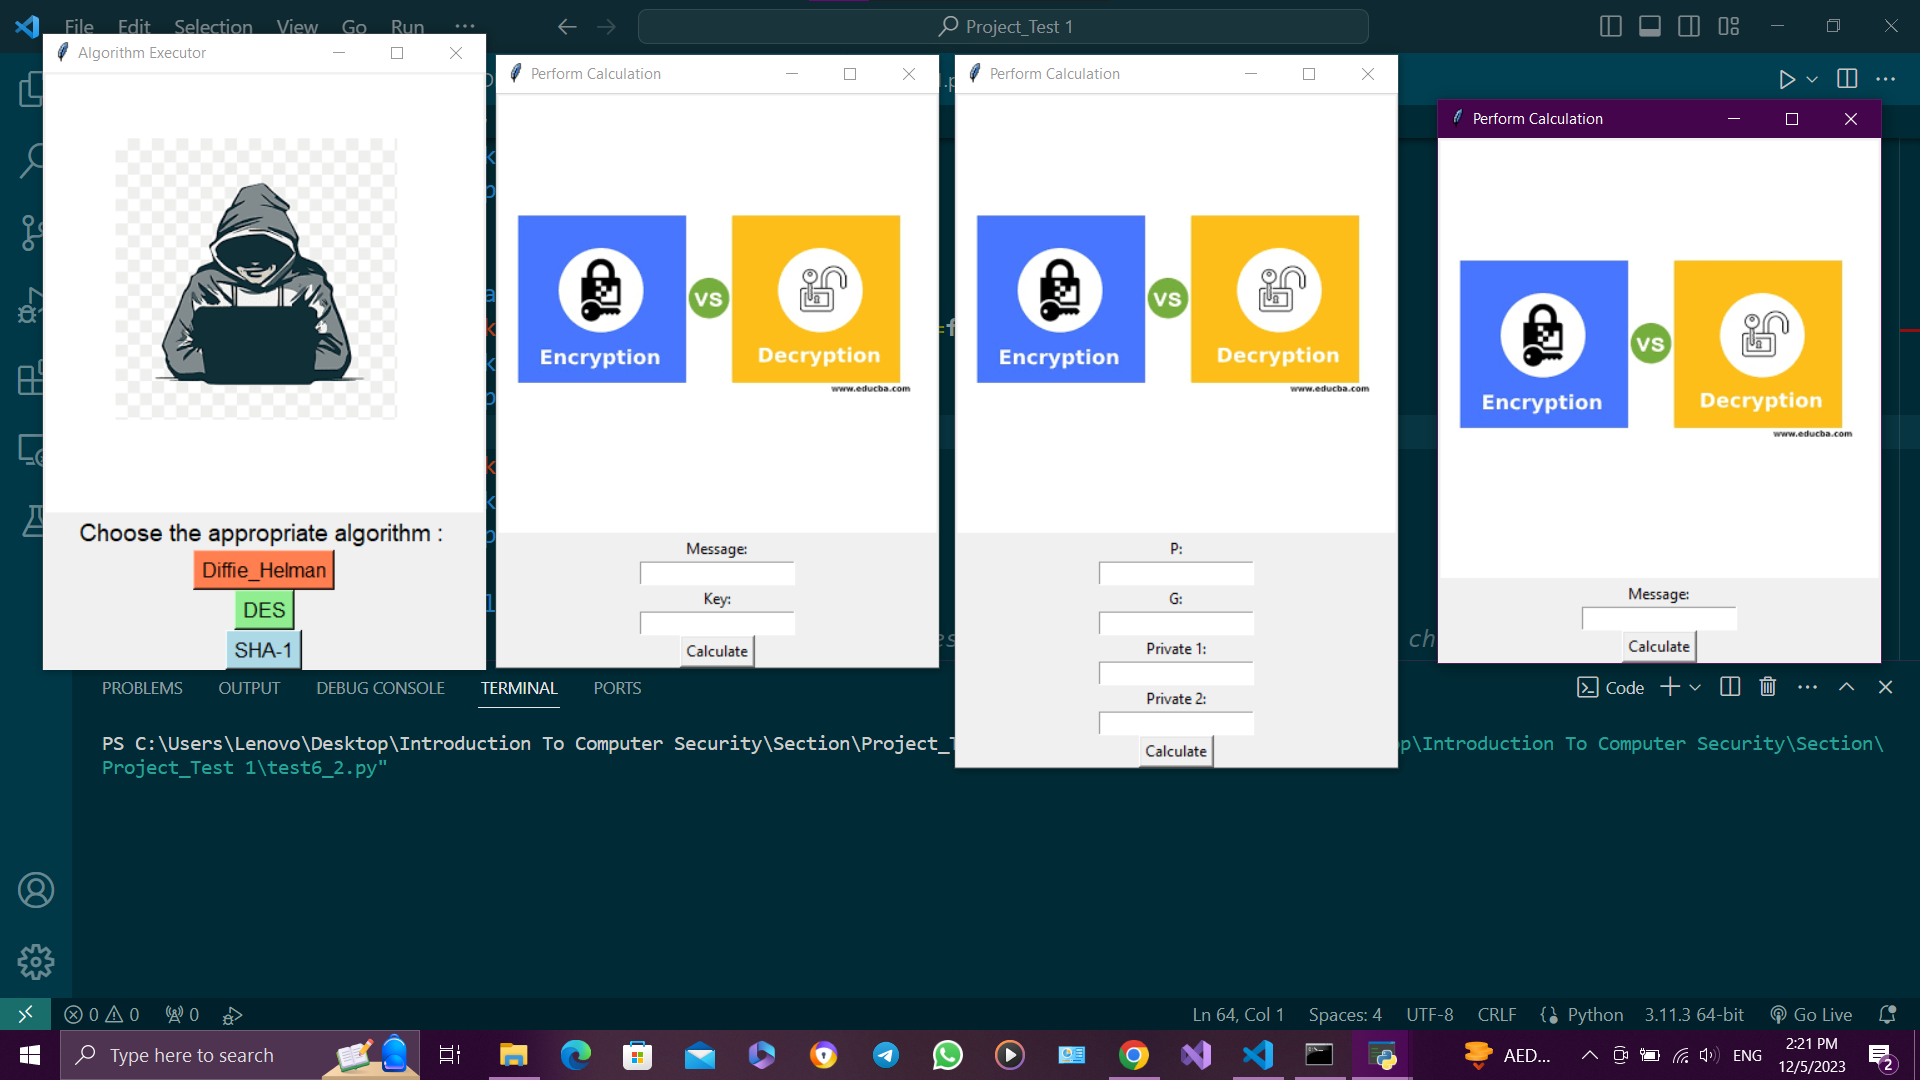 File Edit Selection View Go Run ···
Project_Test 1
Algorithm Executor
Choose the appropriate algorithm :
Diffie_Helman
DES
SHA-1
Perform Calculation
Encryption
VS
Decryption
www.educba.com
Message:
Key:
Calculate
Perform Calculation
Encryption
VS
Decryption
www.educba.com
P:
G:
Private 1:
Private 2:
Calculate
Perform Calculation
Encryption
VS
Decryption
www.educba.com
Message:
Calculate
PROBLEMS OUTPUT DEBUG CONSOLE TERMINAL PORTS
Code
PS C:\Users\Lenovo\Desktop\Introduction To Computer Security\Section\Project_T
p\Introduction To Computer Security\Section\
Project_Test 1\test6_2.py"
0 0 0
Ln 64, Col 1 Spaces: 4 UTF-8 CRLF Python 3.11.3 64-bit Go Live
Type here to search
AED...
ENG
2:21 PM
12/5/2023
2